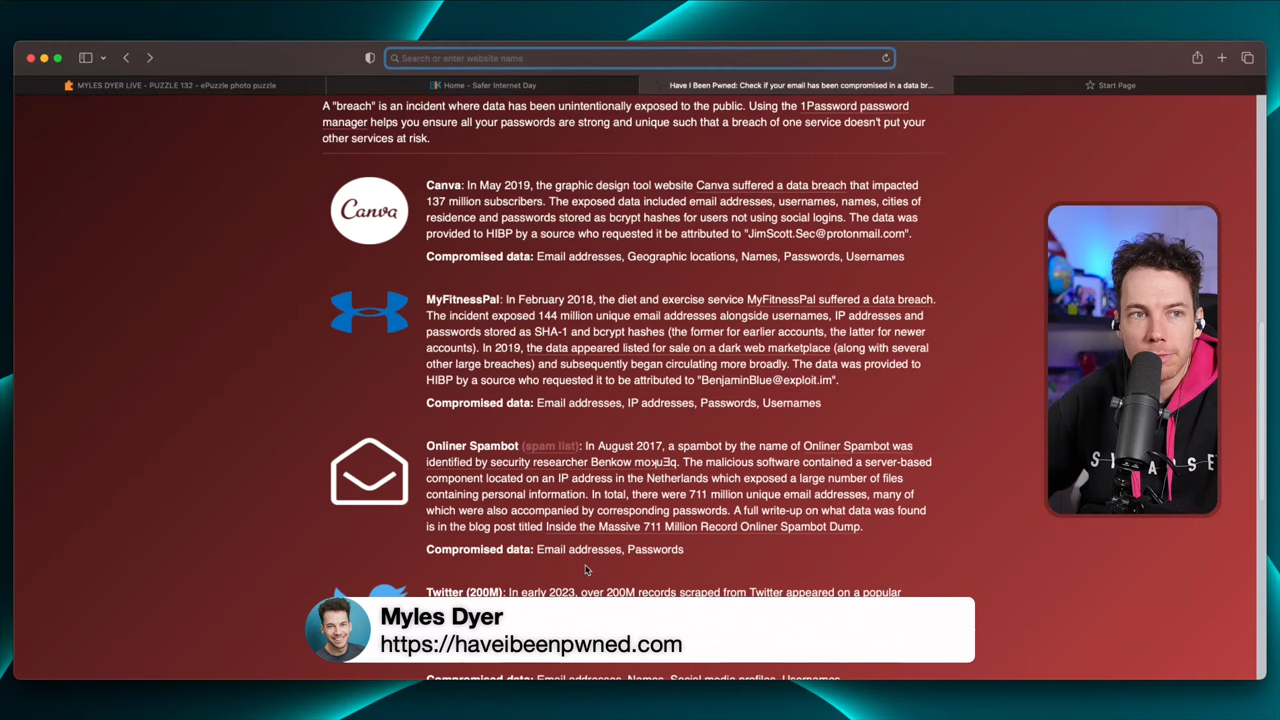 Search or enter website name
MYLES DYER LIVE - PUZZLE 132 - ePuzzle photo puzzle
Home - Safer Internet Day
Have I Been Pwned: Check if your email has been compromised in a data br...
Start Page
A "breach" is an incident where data has been unintentionally exposed to the public. Using the 1Password password
manager helps you ensure all your passwords are strong and unique such that a breach of one service doesn't put your
other services at risk.
Canva
Canva: In May 2019, the graphic design tool website Canva suffered a data breach that impacted
137 million subscribers. The exposed data included email addresses, usernames, names, cities of
residence and passwords stored as bcrypt hashes for users not using social logins. The data was
provided to HIBP by a source who requested it be attributed to "JimScott.Sec@protonmail.com".
Compromised data: Email addresses, Geographic locations, Names, Passwords, Usernames
MyFitnessPal: In February 2018, the diet and exercise service MyFitnessPal suffered a data breach.
The incident exposed 144 million unique email addresses alongside usernames, IP addresses and
passwords stored as SHA-1 and bcrypt hashes (the former for earlier accounts, the latter for newer
accounts). In 2019, the data appeared listed for sale on a dark web marketplace (along with several
other large breaches) and subsequently began circulating more broadly. The data was provided to
HIBP by a source who requested it to be attributed to "BenjaminBlue@exploit.im".
Compromised data: Email addresses, IP addresses, Passwords, Usernames
Onliner Spambot (spam list): In August 2017, a spambot by the name of Onliner Spambot was
identified by security researcher Benkow moʞuƎq. The malicious software contained a server-based
component located on an IP address in the Netherlands which exposed a large number of files
containing personal information. In total, there were 711 million unique email addresses, many of
which were also accompanied by corresponding passwords. A full write-up on what data was found
is in the blog post titled Inside the Massive 711 Million Record Onliner Spambot Dump.
Compromised data: Email addresses, Passwords
Twitter (200M): In early 2023, over 200M records scraped from Twitter appeared on a popular
Myles Dyer
https://haveibeenpwned.com
Compromised data: Email addresses, Names, Social media profiles, Usernames